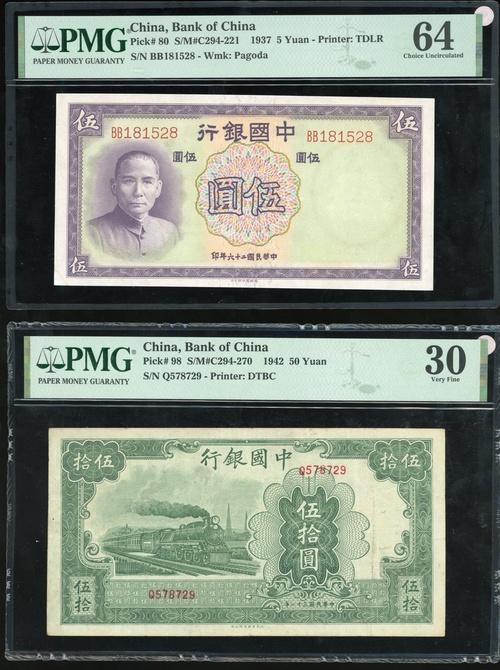 PMG
PAPER MONEY GUARANTY
China, Bank of China
Pick# 80 S/M#C294-221 1937 5 Yuan - Printer: TDLR
S/N BB181528 - Wmk: Pagoda
64
Choice Uncirculated
伍
伍
行銀國中
BB181528
BB181528
圓伍
伍圓
圓伍
印年六十二國民華中
伍
伍
PMG
PAPER MONEY GUARANTY
China, Bank of China
Pick# 98 S/M#C294-270 1942 50 Yuan
S/N Q578729 - Printer: DTBC
30
Very Fine
拾伍
拾伍
行銀國中
Q578729
伍拾圓
Q578729
伍拾
伍拾